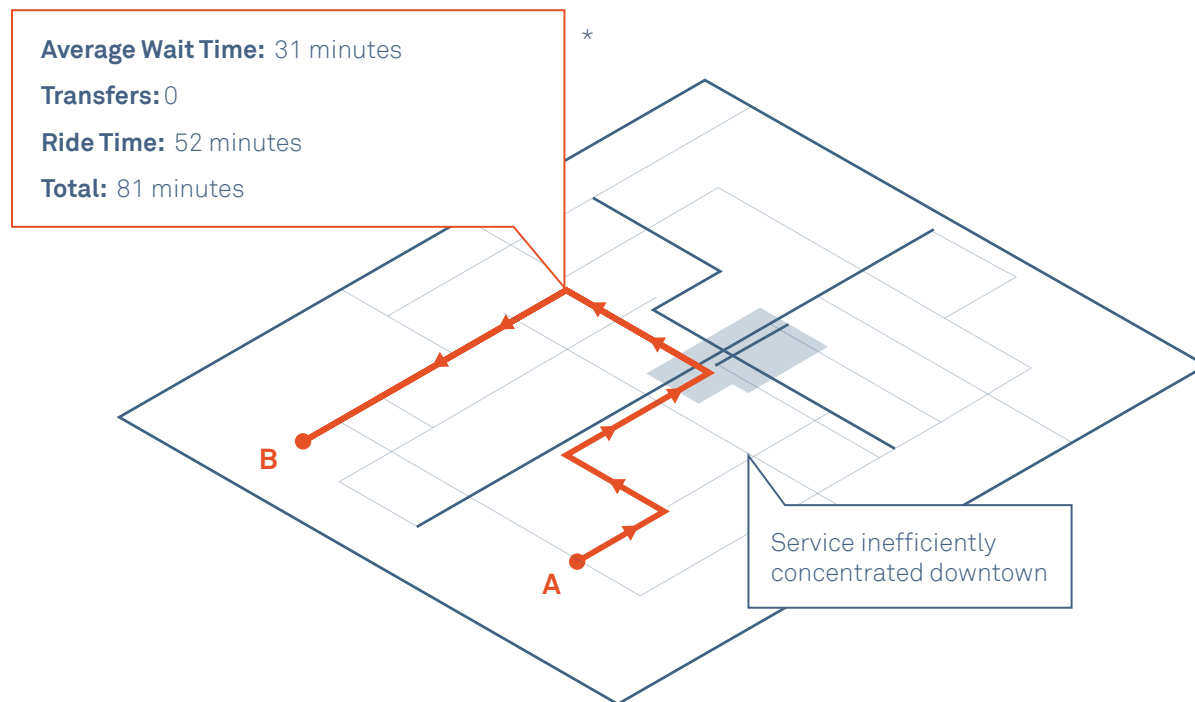 Average Wait Time: 31 minutes
*
Transfers: 0
Ride Time: 52 minutes
Total: 81 minutes
B
A
Service inefficiently
concentrated downtown